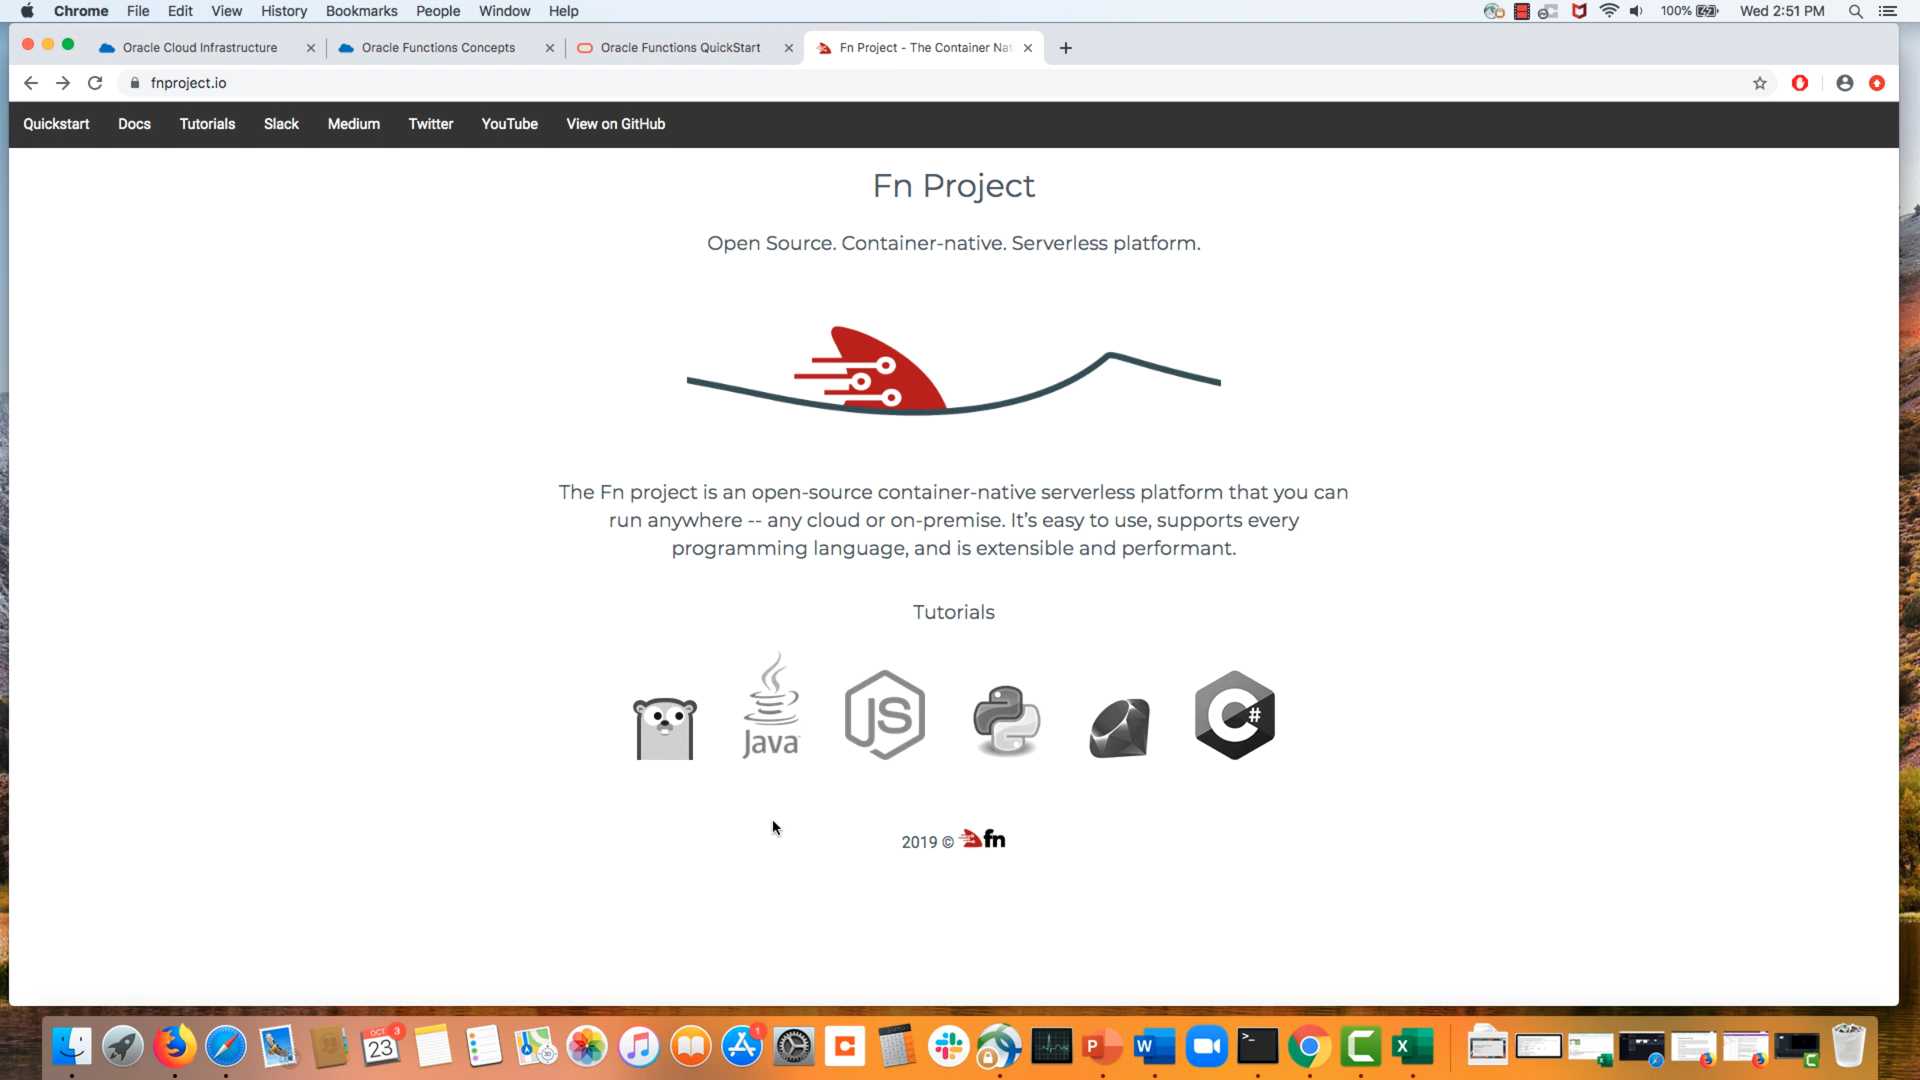 Chrome File Edit View History Bookmarks People Window Help 100% Wed 2:51 PM
Oracle Cloud Infrastructure Oracle Functions Concepts Oracle Functions QuickStart Fn Project - The Container Nat
fnproject.io
Quickstart Docs Tutorials Slack Medium Twitter YouTube View on GitHub
Fn Project
Open Source. Container-native. Serverless platform.
The Fn project is an open-source container-native serverless platform that you can
run anywhere -- any cloud or on-premise. It's easy to use, supports every
programming language, and is extensible and performant.
Tutorials
Java JS C #
2019 © fn
OCT 23 3 1 P W C X